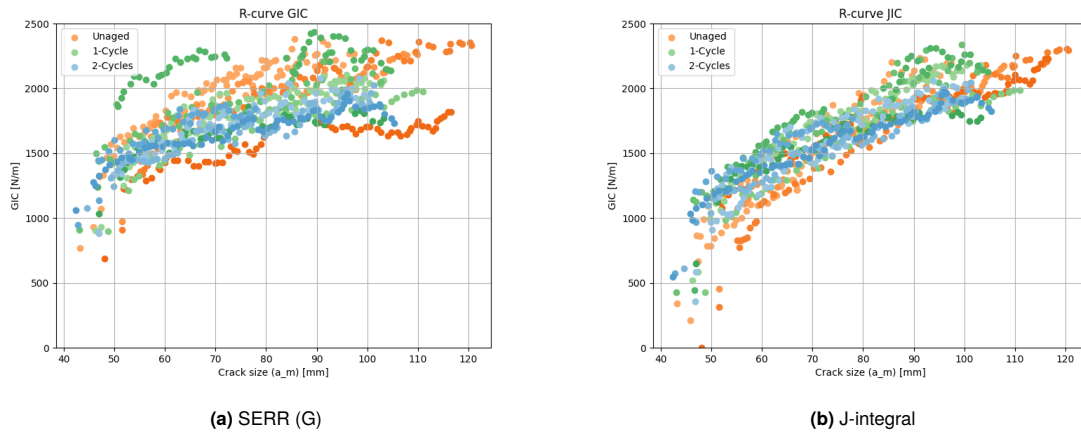 R-curve GIC
Unaged
1-Cycle
2-Cycles
2500
2000
1500
1000
500
0
GIC [N/m]
40 50 60 70 80 90 100 110 120
Crack size (a_m) [mm]
(a) SERR (G)
R-curve JIC
Unaged
1-Cycle
2-Cycles
2500
2000
1500
1000
500
0
GIC [N/m]
40 50 60 70 80 90 100 110 120
Crack size (a_m) [mm]
(b) J-integral